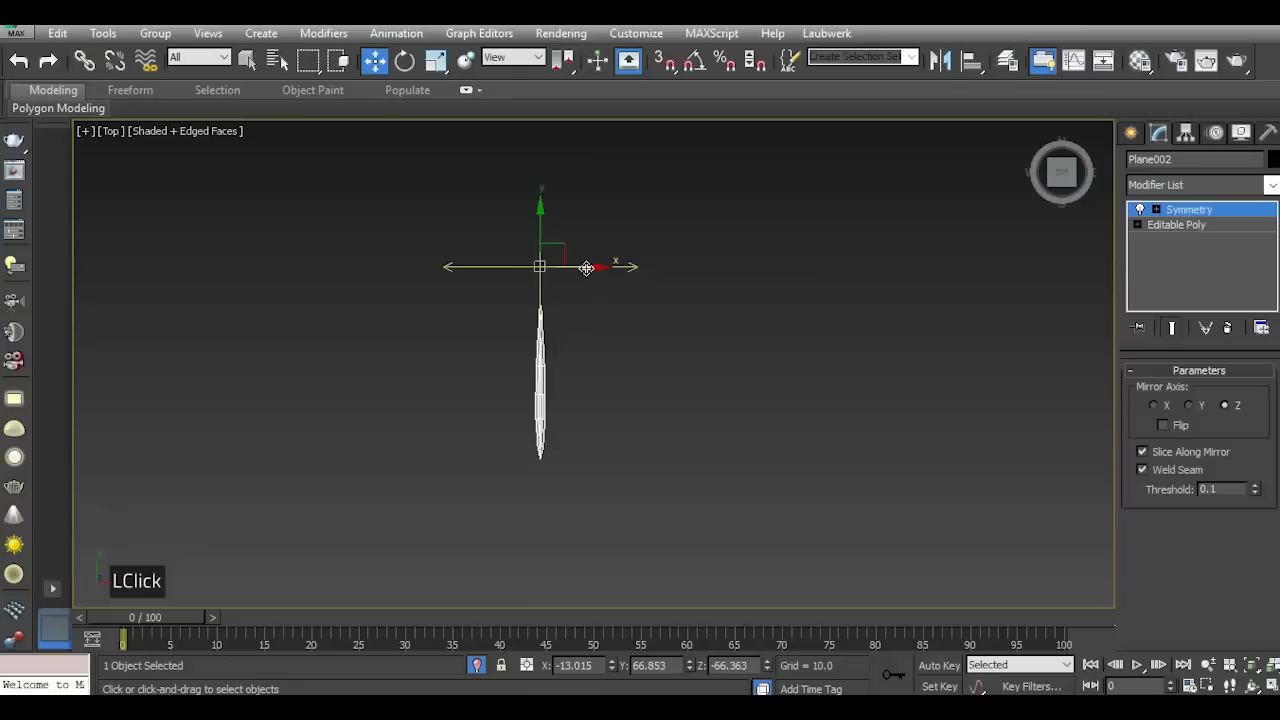 MAX Edit Tools Group Views Create Modifiers Animation Graph Editors Rendering Customize MAXScript Help Laubwerk
All View 3 Create Selection Set ABC
Modeling Freeform Selection Object Paint Populate
Polygon Modeling
[+] [Top] [Shaded + Edged Faces]
TOP
Plane002
Modifier List
Symmetry
Editable Poly
y
x
Parameters
Mirror Axis:
X Y Z
Flip
Slice Along Mirror
Weld Seam
Threshold: 0.1
LClick
< 0 / 100 >
0 5 10 15 20 25 30 35 40 45 50 55 60 65 70 75 80 85 90 95 100
1 Object Selected X: -13.015 Y: 66.853 Z: -66.363 Grid = 10.0 Auto Key Selected
Welcome to M Click or click-and-drag to select objects Add Time Tag Set Key Key Filters... 0